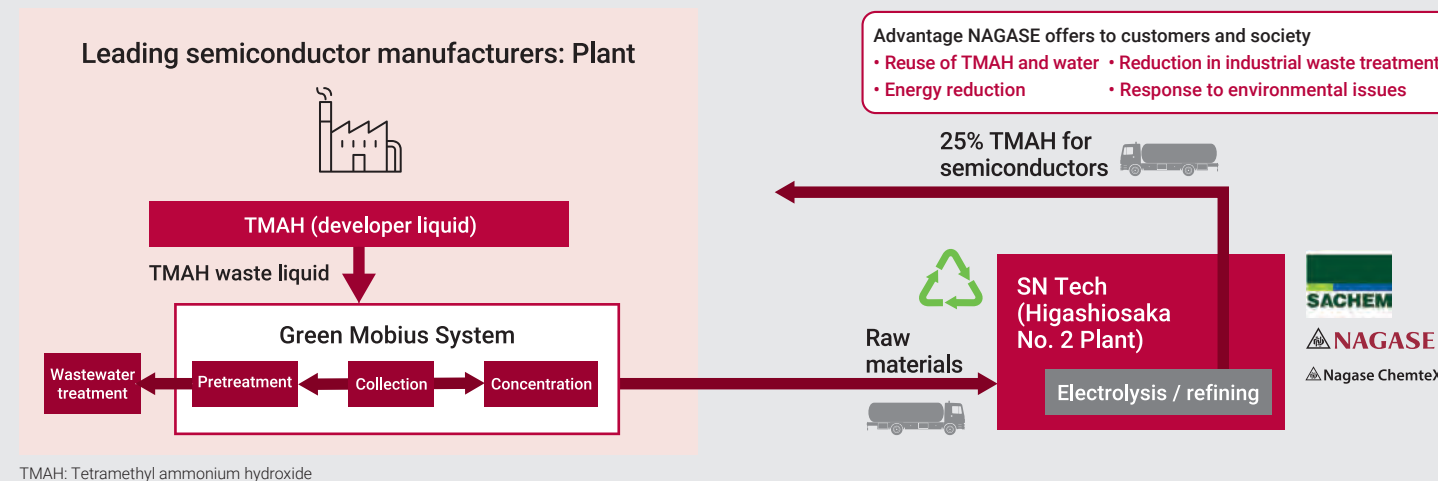 Leading semiconductor manufacturers: Plant
TMAH (developer liquid)
TMAH waste liquid
Green Mobius System
Wastewater
treatment
Pretreatment
Collection
Concentration
TMAH: Tetramethyl ammonium hydroxide
Advantage NAGASE offers to customers and society
• Reuse of TMAH and water • Reduction in industrial waste treatment
• Energy reduction • Response to environmental issues
25% TMAH for
semiconductors
Raw
materials
SN Tech
(Higashiosaka
No. 2 Plant)
Electrolysis / refining
SACHEM
NAGASE
Nagase ChemteX